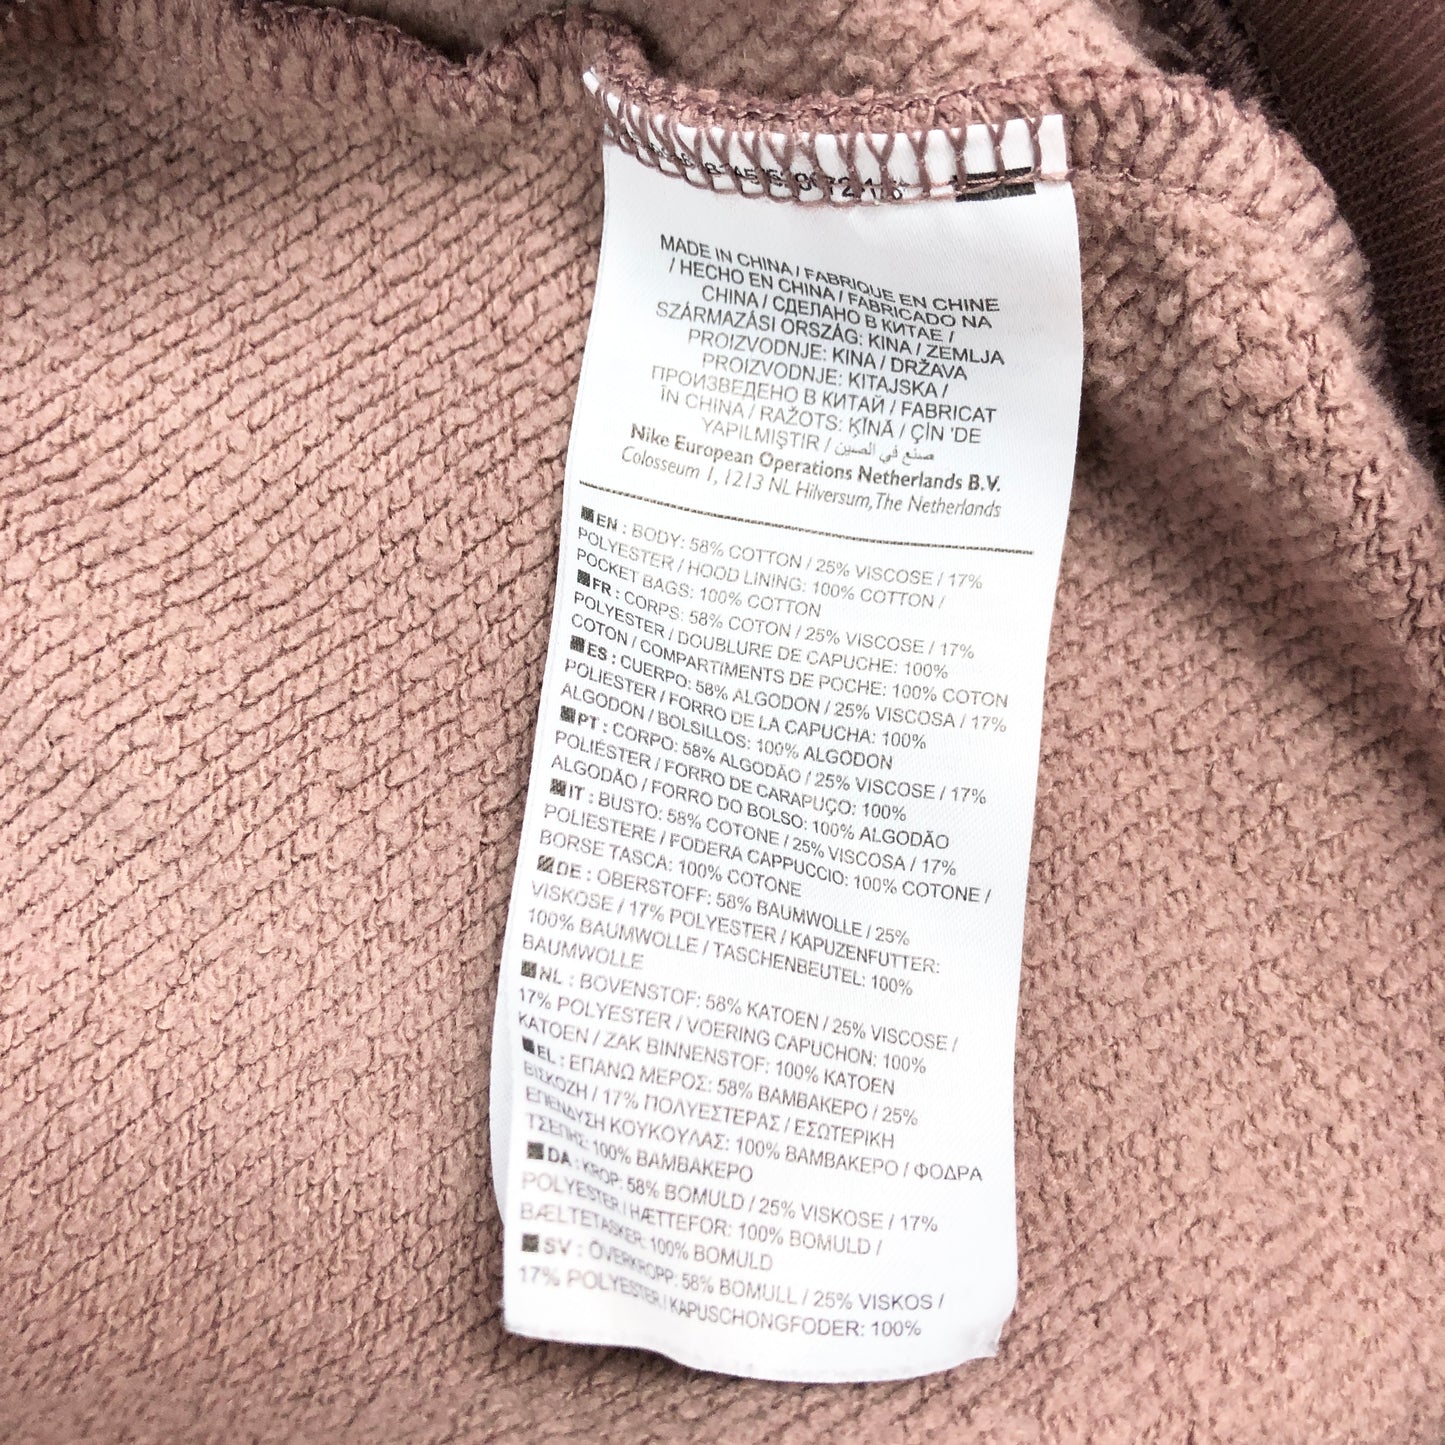 MADE IN CHINA / FABRIQUE EN CHINE
/ HECHO EN CHINA / FABRICADO NA
CHINA / СДЕЛАНО В КИТАЕ /
SZÁRMAZÁSI ORSZÁG: KINA / ZEMLJA
PROIZVODNJE: KINA / DRŽAVA
PROIZVODNJE: KITAJSKA /
ПРОИЗВЕДЕНО В КИТАЙ / FABRICAT
ÎN CHINA / RAŽOTS: ĶĪNĀ / ÇİN 'DE
YAPILMIŞTIR / صنع في الصين
Nike European Operations Netherlands B.V.
Colosseum 1, 1213 NL Hilversum, The Netherlands
EN : BODY: 58% COTTON / 25% VISCOSE / 17%
POLYESTER / HOOD LINING: 100% COTTON /
POCKET BAGS: 100% COTTON
FR : CORPS: 58% COTON / 25% VISCOSE / 17%
POLYESTER / DOUBLURE DE CAPUCHE: 100%
COTON / COMPARTIMENTS DE POCHE: 100% COTON
ES : CUERPO: 58% ALGODON / 25% VISCOSA / 17%
POLIESTER / FORRO DE LA CAPUCHA: 100%
ALGODON / BOLSILLOS: 100% ALGODON
PT : CORPO: 58% ALGODÃO / 25% VISCOSE / 17%
POLIÉSTER / FORRO DE CARAPUÇO: 100%
ALGODÃO / FORRO DO BOLSO: 100% ALGODÃO
IT : BUSTO: 58% COTONE / 25% VISCOSA / 17%
POLIESTERE / FODERA CAPPUCCIO: 100% COTONE /
BORSE TASCA: 100% COTONE
DE : OBERSTOFF: 58% BAUMWOLLE / 25%
VISKOSE / 17% POLYESTER / KAPUZENFUTTER:
100% BAUMWOLLE / TASCHENBEUTEL: 100%
BAUMWOLLE
NL : BOVENSTOF: 58% KATOEN / 25% VISCOSE /
17% POLYESTER / VOERING CAPUCHON: 100%
KATOEN / ZAK BINNENSTOF: 100% KATOEN
EL : ΕΠΑΝΩ ΜΕΡΟΣ: 58% ΒΑΜΒΑΚΕΡΟ / 25%
ΒΙΣΚΟΖΗ / 17% ΠΟΛΥΕΣΤΕΡΑΣ / ΕΣΩΤΕΡΙΚΗ
ΕΠΕΝΔΥΣΗ ΚΟΥΚΟΥΛΑΣ: 100% ΒΑΜΒΑΚΕΡΟ / ΦΟΔΡΑ
ΤΣΕΠΗΣ: 100% ΒΑΜΒΑΚΕΡΟ
DA : KROP: 58% BOMULD / 25% VISKOSE / 17%
POLYESTER / HÆTTEFOR: 100% BOMULD /
BÆLTETASKER: 100% BOMULD
SV : ÖVERKROPP: 58% BOMULL / 25% VISKOS /
17% POLYESTER / KAPUSCHONGFODER: 100%